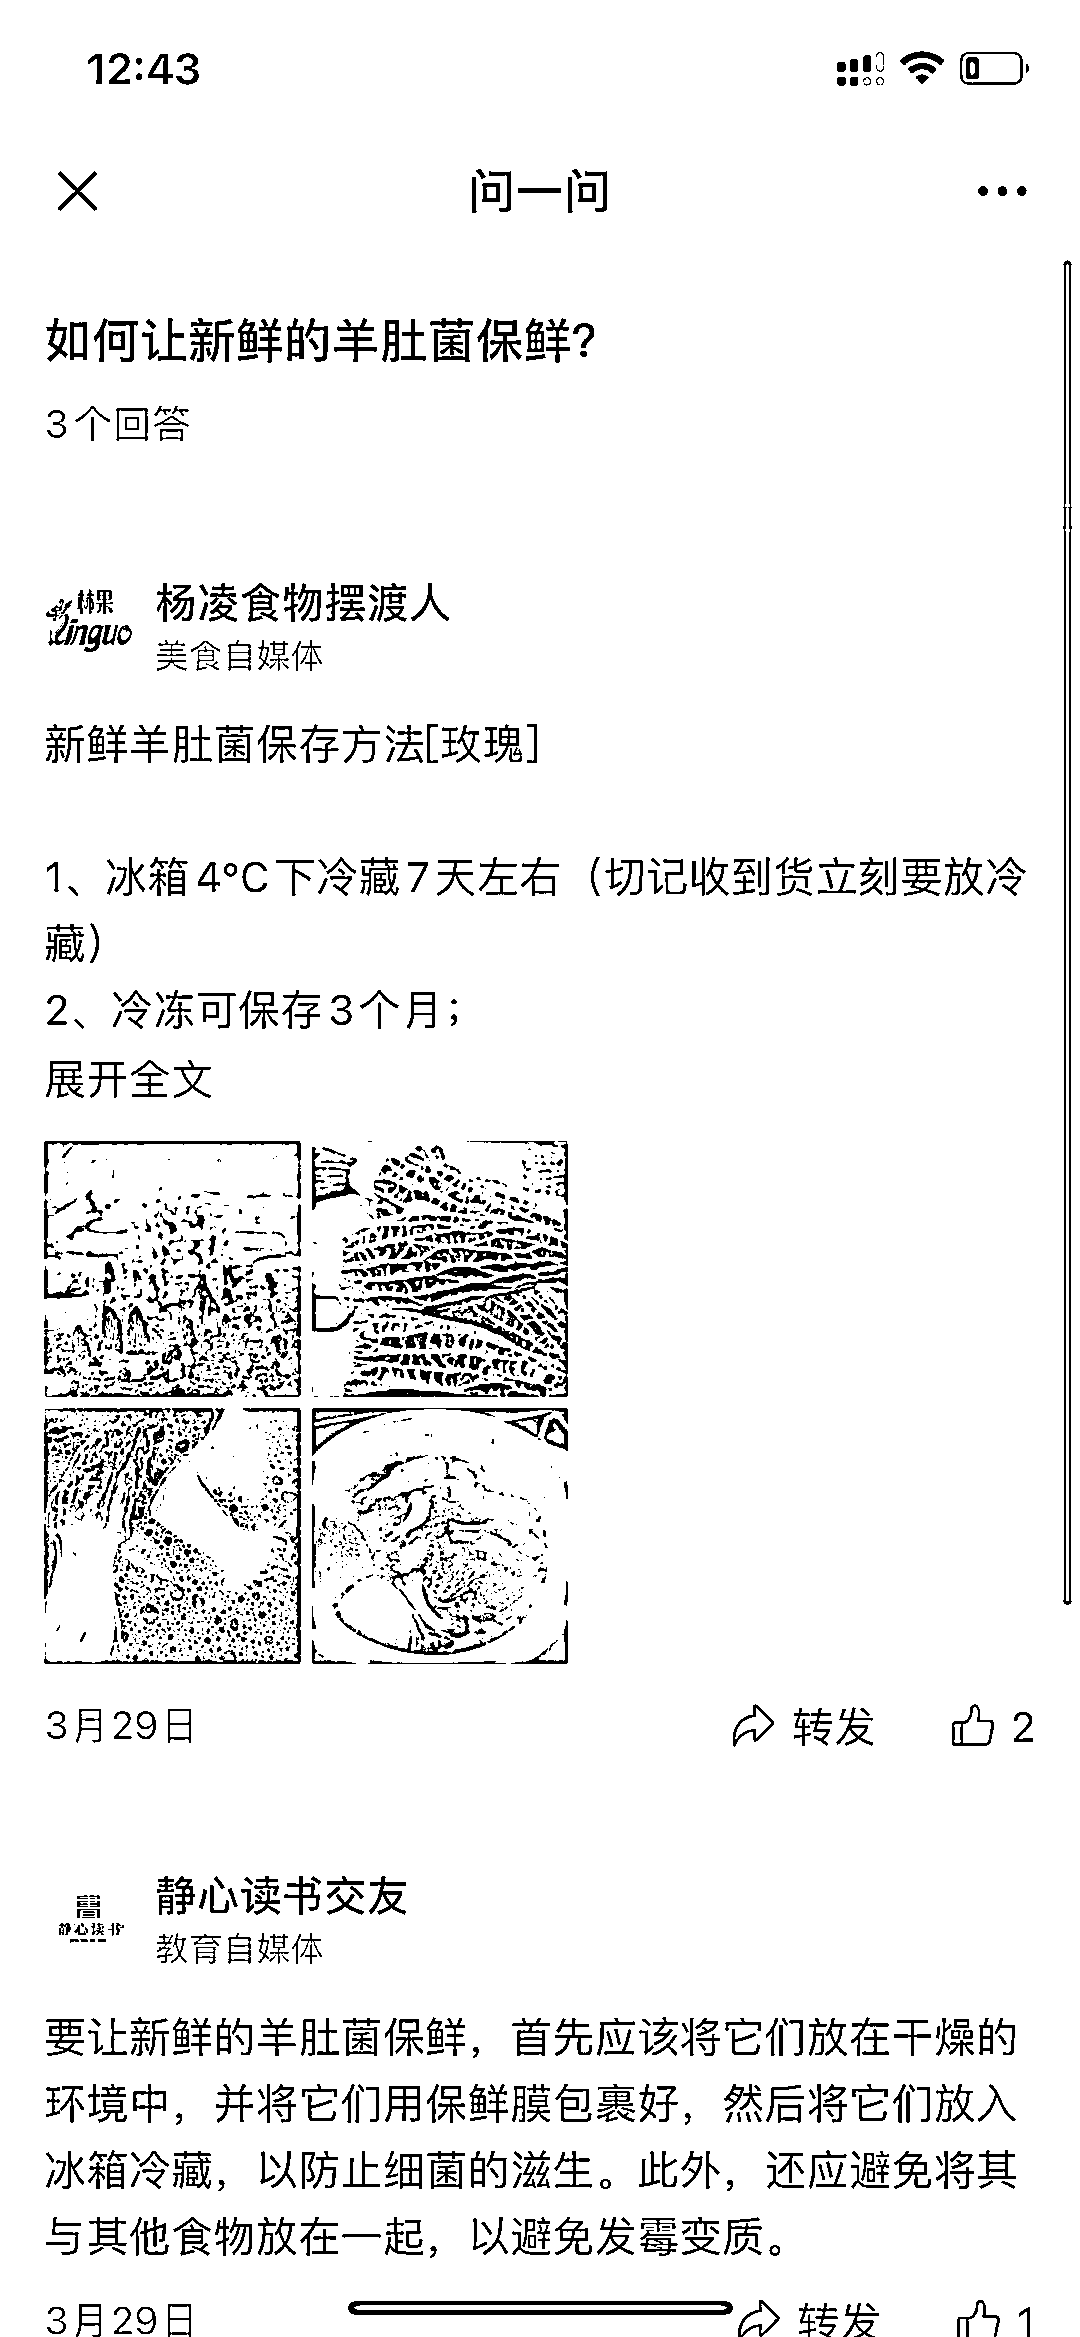 12:43
问一问
如何让新鲜的羊肚菌保鲜?
3个回答
林果
Linguo
杨凌食物摆渡人
美食自媒体
新鲜羊肚菌保存方法[玫瑰]
1、冰箱4°C下冷藏7天左右（切记收到货立刻要放冷
藏）
2、冷冻可保存3个月；
展开全文
3月29日 转发 2
静心读书交友
静心读书
教育自媒体
要让新鲜的羊肚菌保鲜，首先应该将它们放在干燥的
环境中，并将它们用保鲜膜包裹好，然后将它们放入
冰箱冷藏，以防止细菌的滋生。此外，还应避免将其
与其他食物放在一起，以避免发霉变质。
3月29日 转发 1